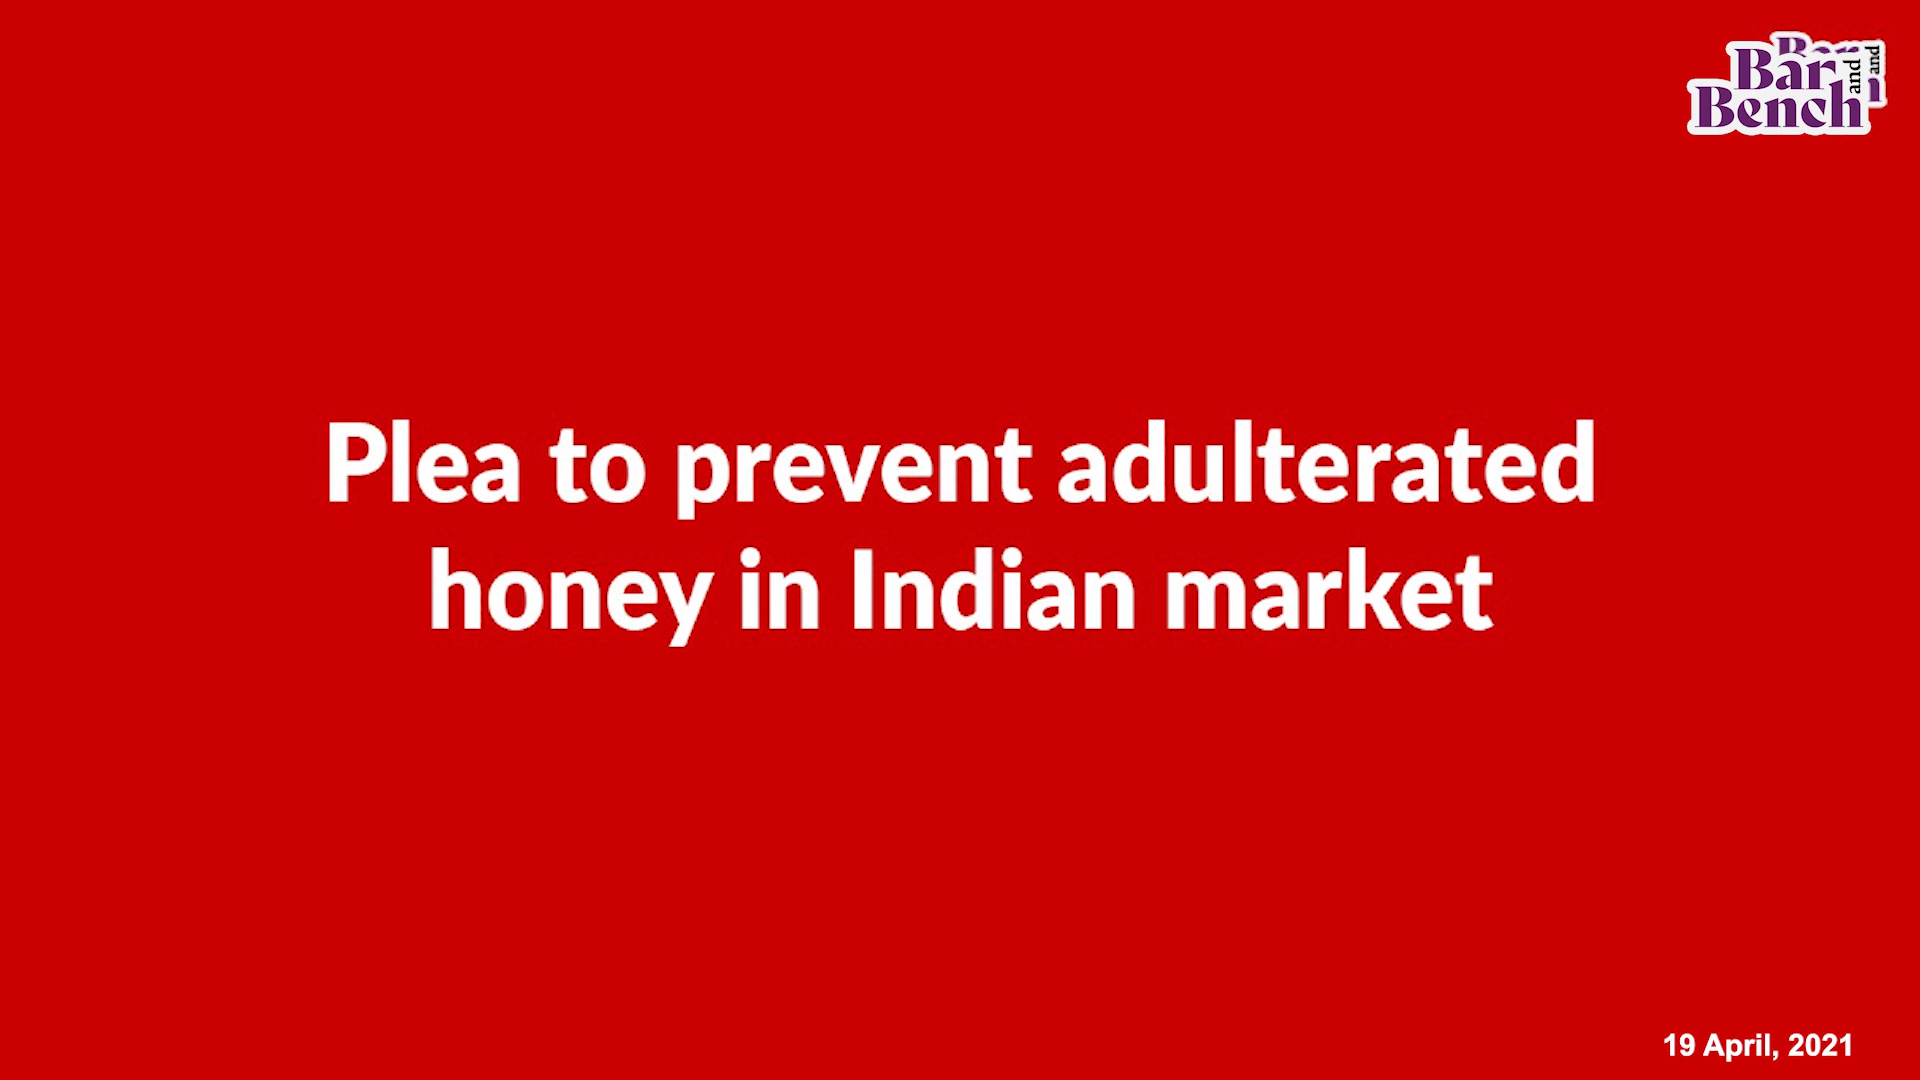 Bar and
Bench
Plea to prevent adulterated
honey in Indian market
19 April, 2021